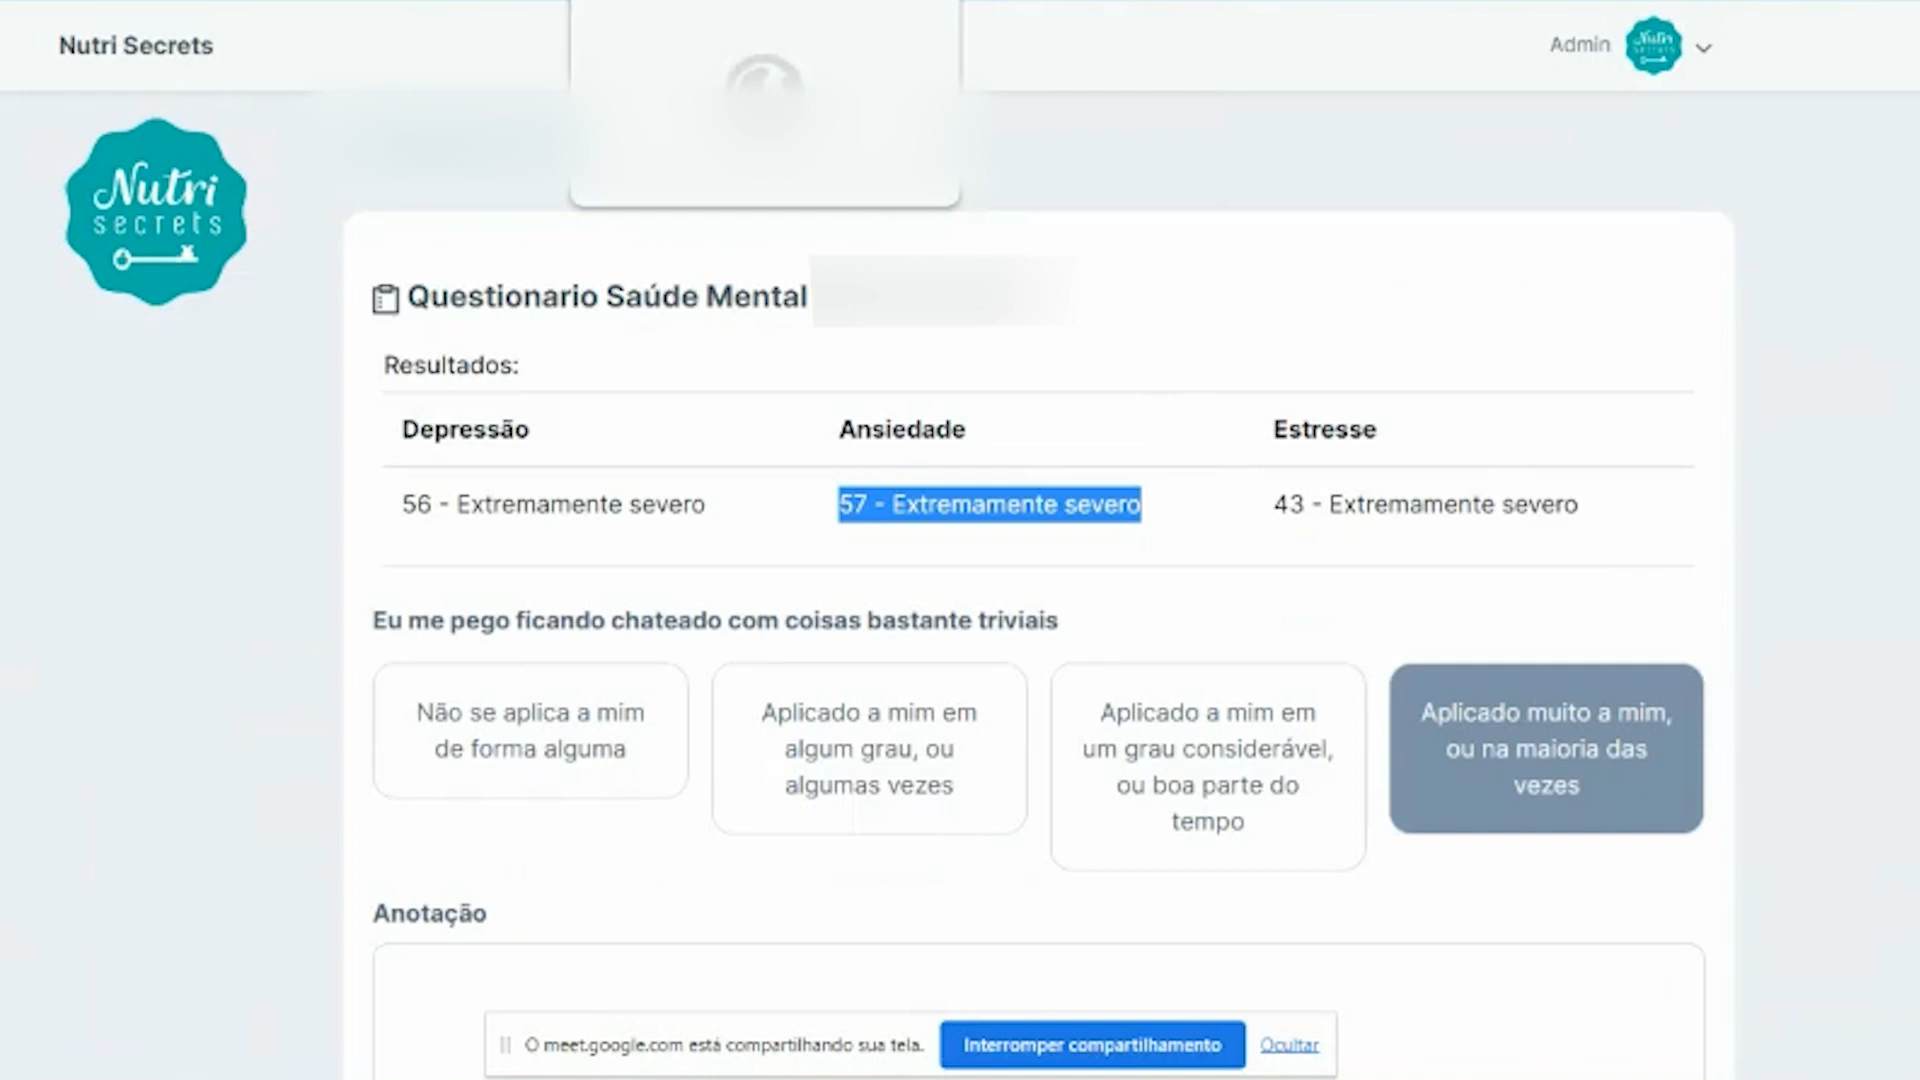 Nutri Secrets
Admin
Nutri
secrets
Nutri
secrets
Questionario Saúde Mental
Resultados:
Depressão
Ansiedade
Estresse
56 - Extremamente severo
57 - Extremamente severo
43 - Extremamente severo
Eu me pego ficando chateado com coisas bastante triviais
Não se aplica a mim
de forma alguma
Aplicado a mim em
algum grau, ou
algumas vezes
Aplicado a mim em
um grau considerável,
ou boa parte do
tempo
Aplicado muito a mim,
ou na maioria das
vezes
Anotação
O meet.google.com está compartilhando sua tela.
Interromper compartilhamento
Ocultar